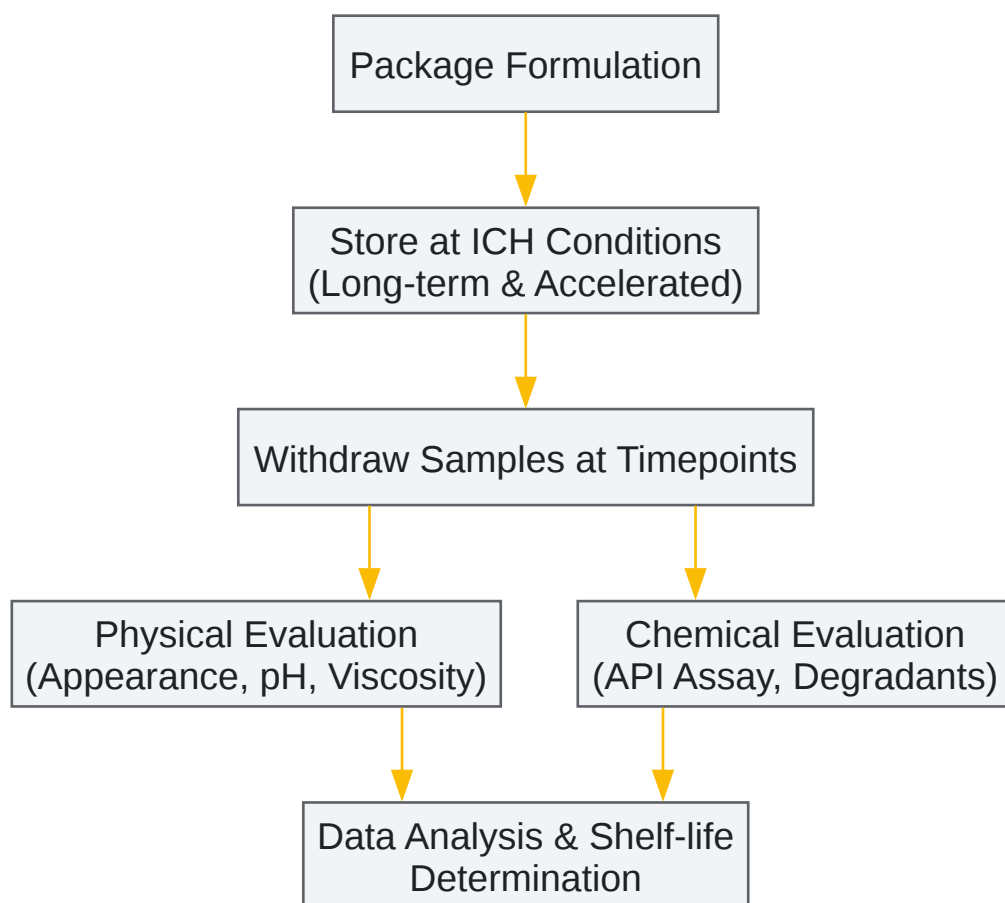 Package Formulation
Store at ICH Conditions
(Long-term & Accelerated)
Withdraw Samples at Timepoints
Physical Evaluation
(Appearance, pH, Viscosity)
Chemical Evaluation
(API Assay, Degradants)
Data Analysis & Shelf-life
Determination